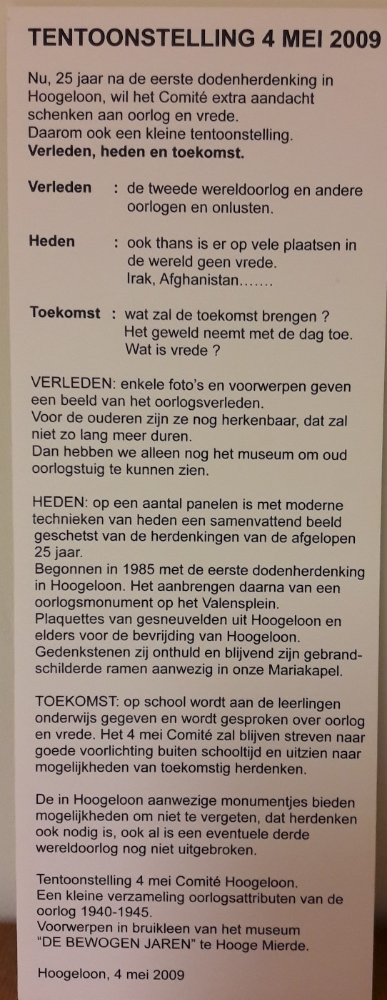 TENTOONSTELLING 4 MEI 2009
Nu, 25 jaar na de eerste dodenherdenking in
Hoogeloon, wil het Comité extra aandacht
schenken aan oorlog en vrede.
Daarom ook een kleine tentoonstelling.
Verleden, heden en toekomst.
Verleden : de tweede wereldoorlog en andere
oorlogen en onlusten.
Heden : ook thans is er op vele plaatsen in
de wereld geen vrede.
Irak, Afghanistan.......
Toekomst : wat zal de toekomst brengen ?
Het geweld neemt met de dag toe.
Wat is vrede ?
VERLEDEN: enkele foto's en voorwerpen geven
een beeld van het oorlogsverleden.
Voor de ouderen zijn ze nog herkenbaar, dat zal
niet zo lang meer duren.
Dan hebben we alleen nog het museum om oud
oorlogstuig te kunnen zien.
HEDEN: op een aantal panelen is met moderne
technieken van heden een samenvattend beeld
geschetst van de herdenkingen van de afgelopen
25 jaar.
Begonnen in 1985 met de eerste dodenherdenking
in Hoogeloon. Het aanbrengen daarna van een
oorlogsmonument op het Valensplein.
Plaquettes van gesneuvelden uit Hoogeloon en
elders voor de bevrijding van Hoogeloon.
Gedenkstenen zij onthuld en blijvend zijn gebrand-
schilderde ramen aanwezig in onze Mariakapel.
TOEKOMST: op school wordt aan de leerlingen
onderwijs gegeven en wordt gesproken over oorlog
en vrede. Het 4 mei Comité zal blijven streven naar
goede voorlichting buiten schooltijd en uitzien naar
mogelijkheden van toekomstig herdenken.
De in Hoogeloon aanwezige monumentjes bieden
mogelijkheden om niet te vergeten, dat herdenken
ook nodig is, ook al is een eventuele derde
wereldoorlog nog niet uitgebroken.
Tentoonstelling 4 mei Comité Hoogeloon.
Een kleine verzameling oorlogsattributen van de
oorlog 1940-1945.
Voorwerpen in bruikleen van het museum
"DE BEWOGEN JAREN" te Hooge Mierde.
Hoogeloon, 4 mei 2009